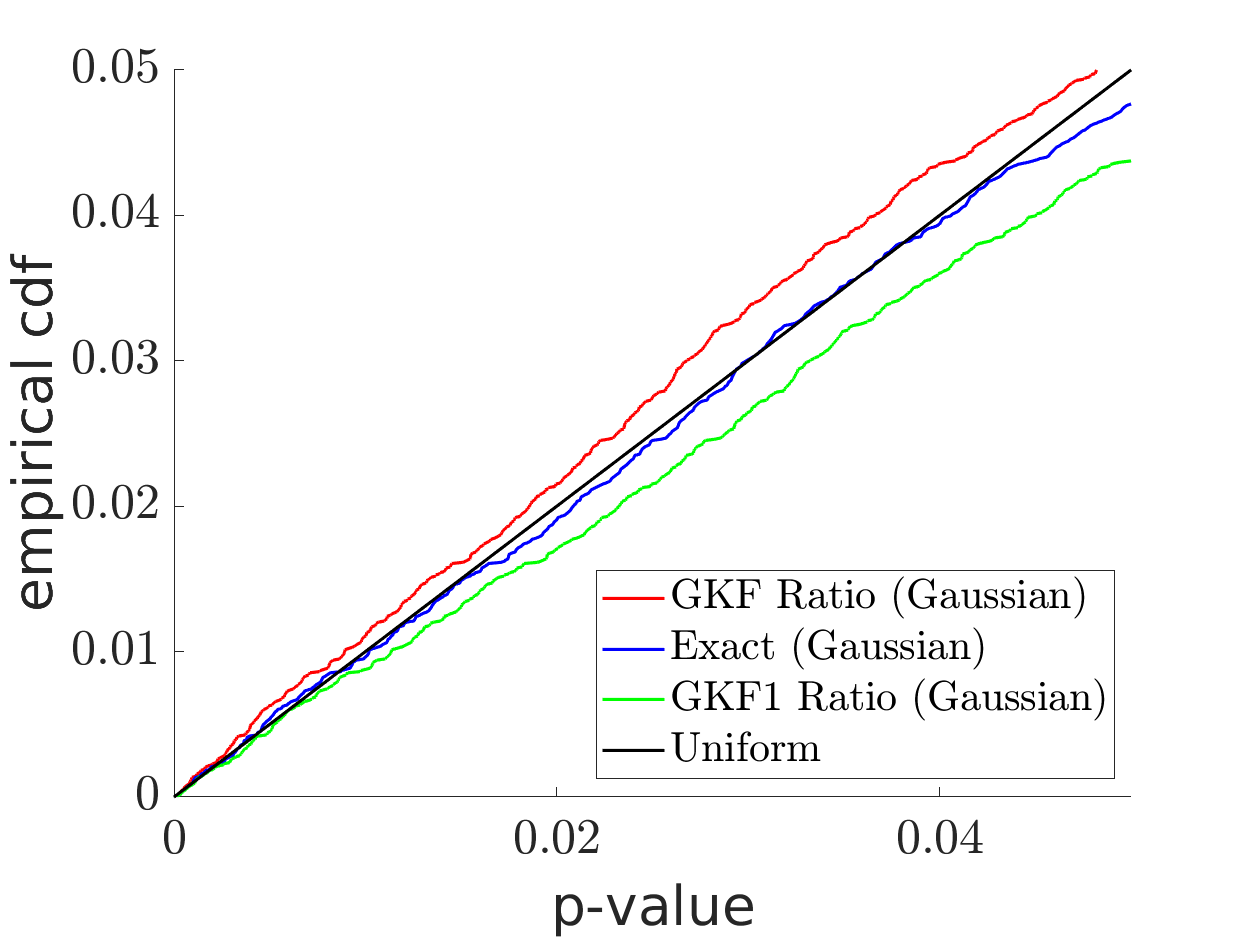 0.05
0.04
0.03
0.02
0.01
0
empirical cdf
0
0.02
0.04
p-value
GKF Ratio (Gaussian)
Exact (Gaussian)
GKF1 Ratio (Gaussian)
Uniform